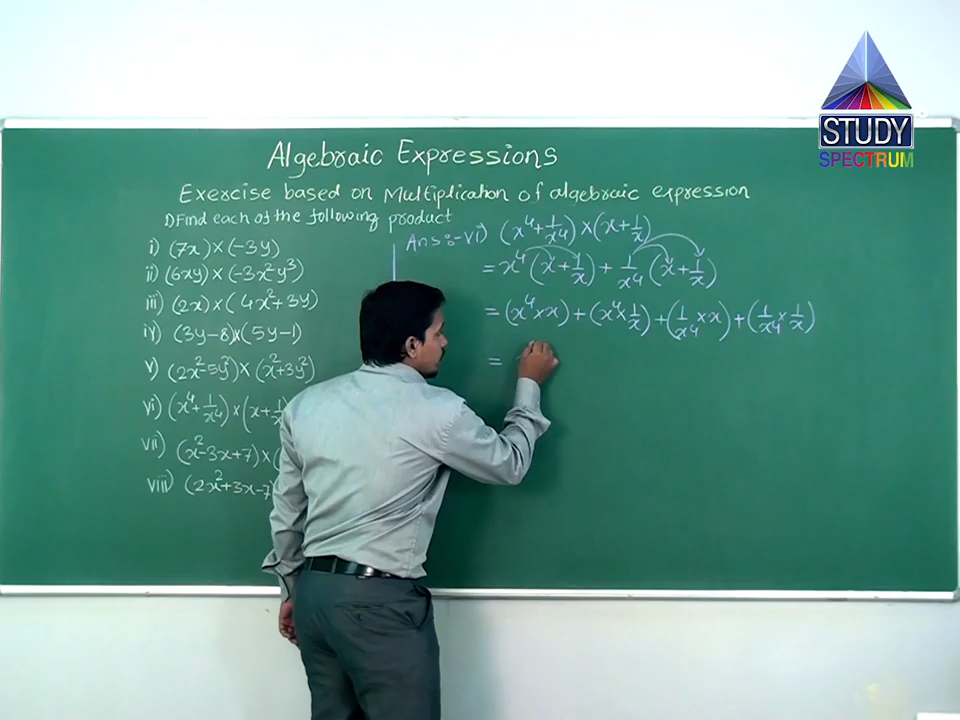 STUDY
SPECTRUM
Algebraic Expressions
Exercise based on Multiplication of algebraic expression
1) Find each of the following product
i) (7x)×(−3y)
ii) (6xy)×(−3x²y³)
iii) (2x)×(4x²+3y)
iv) (3y−8)×(5y−1)
v) (2x²−5y²)×(x²+3y²)
vi) (x⁴+1/x⁴)×(x+1/x
vii) (x²−3x+7)×(
viii) (2x²+3x−7)
Ans:-vi) (x⁴+1/x⁴)×(x+1/x)
= x⁴(x+1/x)+1/x⁴(x+1/x)
= (x⁴×x)+(x⁴×1/x)+(1/x⁴×x)+(1/x⁴×1/x)
=